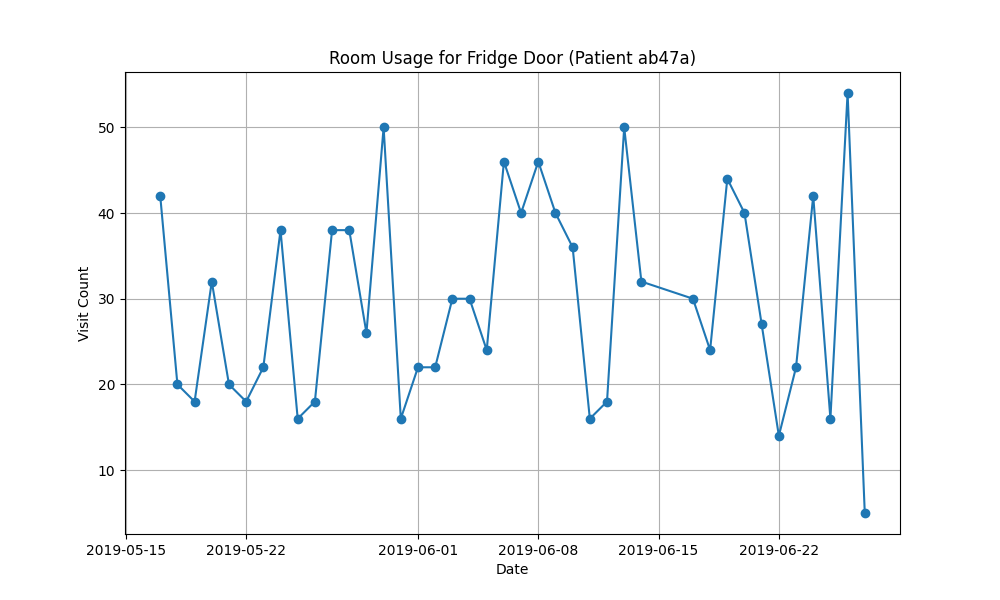 Room Usage for Fridge Door (Patient ab47a)
50
40
30
20
10
Visit Count
2019-05-15 2019-05-22 2019-06-01 2019-06-08 2019-06-15 2019-06-22
Date